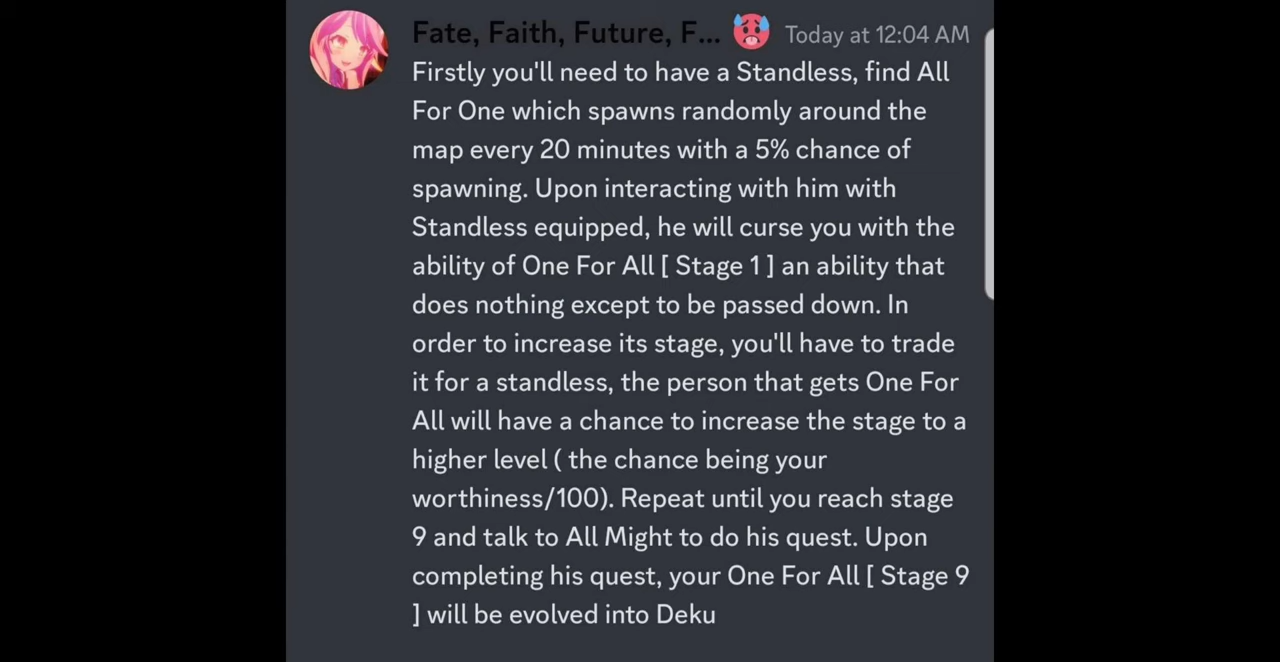 Fate, Faith, Future, F... Today at 12:04 AM
Firstly you'll need to have a Standless, find All
For One which spawns randomly around the
map every 20 minutes with a 5% chance of
spawning. Upon interacting with him with
Standless equipped, he will curse you with the
ability of One For All [ Stage 1 ] an ability that
does nothing except to be passed down. In
order to increase its stage, you'll have to trade
it for a standless, the person that gets One For
All will have a chance to increase the stage to a
higher level ( the chance being your
worthiness/100). Repeat until you reach stage
9 and talk to All Might to do his quest. Upon
completing his quest, your One For All [ Stage 9
] will be evolved into Deku